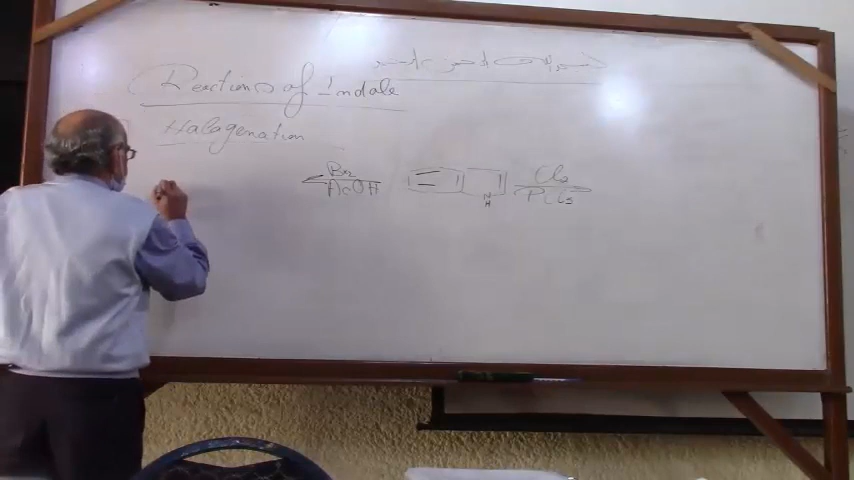 Reactions of Indole
Halogenation
Br2
AcOH
N
H
Cl2
PCl5